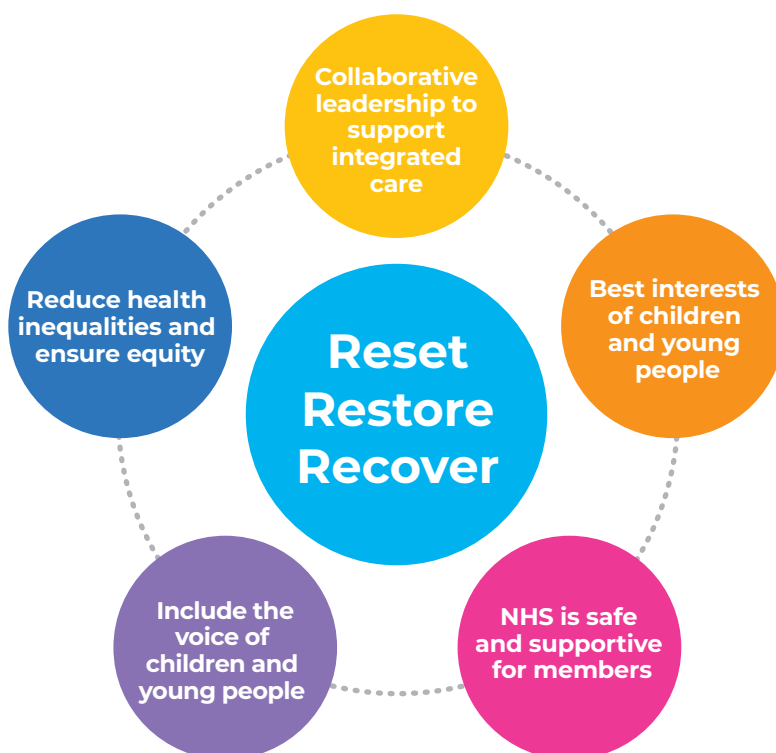 Collaborative
leadership to
support
integrated
care
Best interests
of children
and young
people
NHS is safe
and supportive
for members
Include the
voice of
children and
young people
Reduce health
inequalities and
ensure equity
Reset
Restore
Recover